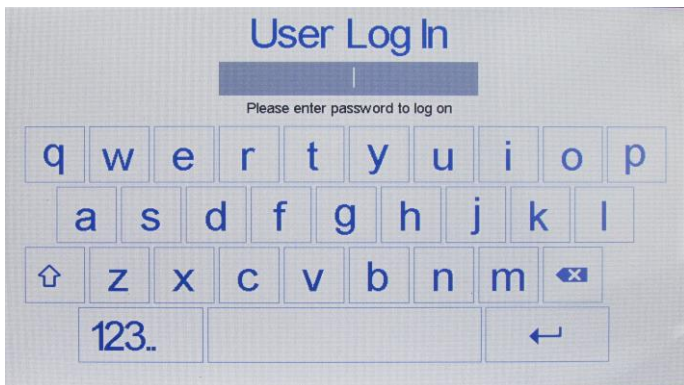 User Log In
Please enter password to log on
q w e r t y u i o p
a s d f g h j k l
z x c v b n m
123..